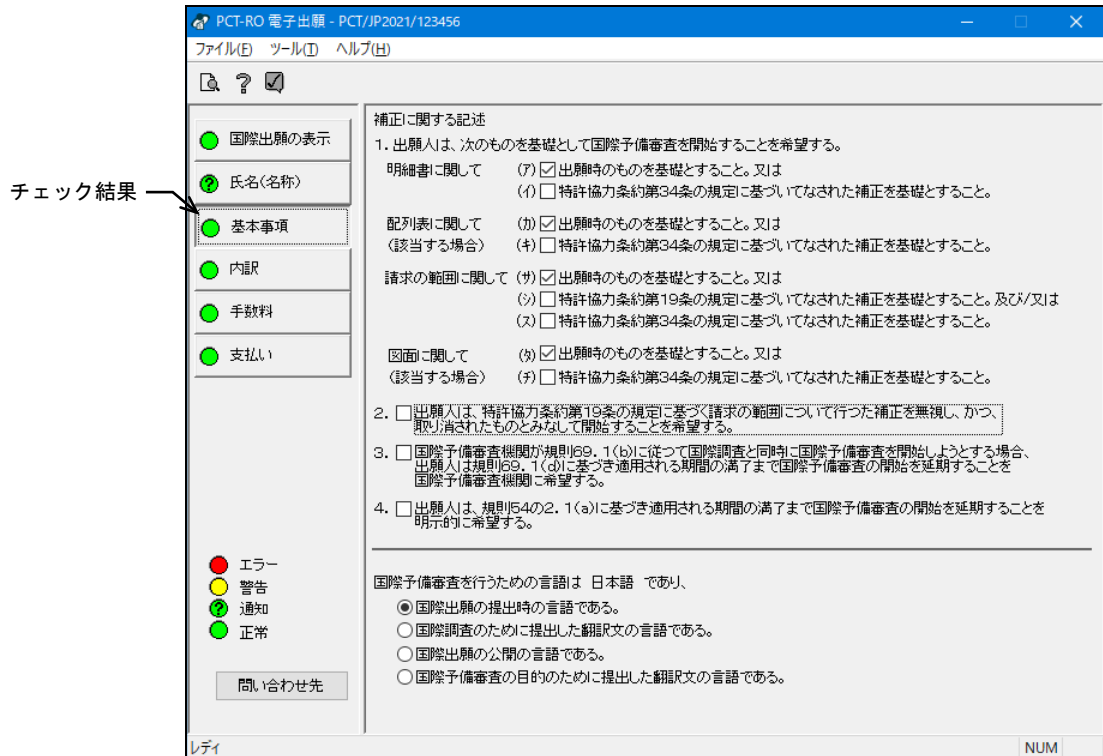 PCT-RO 電子出願 - PCT/JP2021/123456
ファイル(F) ツール(T) ヘルプ(H)
国際出願の表示
氏名(名称)
チェック結果
基本事項
内訳
手数料
支払い
エラー
警告
通知
正常
問い合わせ先
補正に関する記述
1. 出願人は、次のものを基礎として国際予備審査を開始することを希望する。
明細書に関して (ア) 出願時のものを基礎とすること。又は
(イ) 特許協力条約第34条の規定に基づいてなされた補正を基礎とすること。
配列表に関して (カ) 出願時のものを基礎とすること。又は
(該当する場合) (キ) 特許協力条約第34条の規定に基づいてなされた補正を基礎とすること。
請求の範囲に関して (サ) 出願時のものを基礎とすること。又は
(シ) 特許協力条約第19条の規定に基づいてなされた補正を基礎とすること。及び/又は
(ス) 特許協力条約第34条の規定に基づいてなされた補正を基礎とすること。
図面に関して (タ) 出願時のものを基礎とすること。又は
(該当する場合) (チ) 特許協力条約第34条の規定に基づいてなされた補正を基礎とすること。
2. 出願人は、特許協力条約第19条の規定に基づく請求の範囲について行つた補正を無視し、かつ、
取り消されたものとみなして開始することを希望する。
3. 国際予備審査機関が規則69. 1(b)に従つて国際調査と同時に国際予備審査を開始しようとする場合、
出願人は規則69. 1(d)に基づき適用される期間の満了まで国際予備審査の開始を延期することを
国際予備審査機関に希望する。
4. 出願人は、規則54の2. 1(a)に基づき適用される期間の満了まで国際予備審査の開始を延期することを
明示的に希望する。
国際予備審査を行うための言語は 日本語 であり、
国際出願の提出時の言語である。
国際調査のために提出した翻訳文の言語である。
国際出願の公開の言語である。
国際予備審査の目的のために提出した翻訳文の言語である。
レディ
NUM